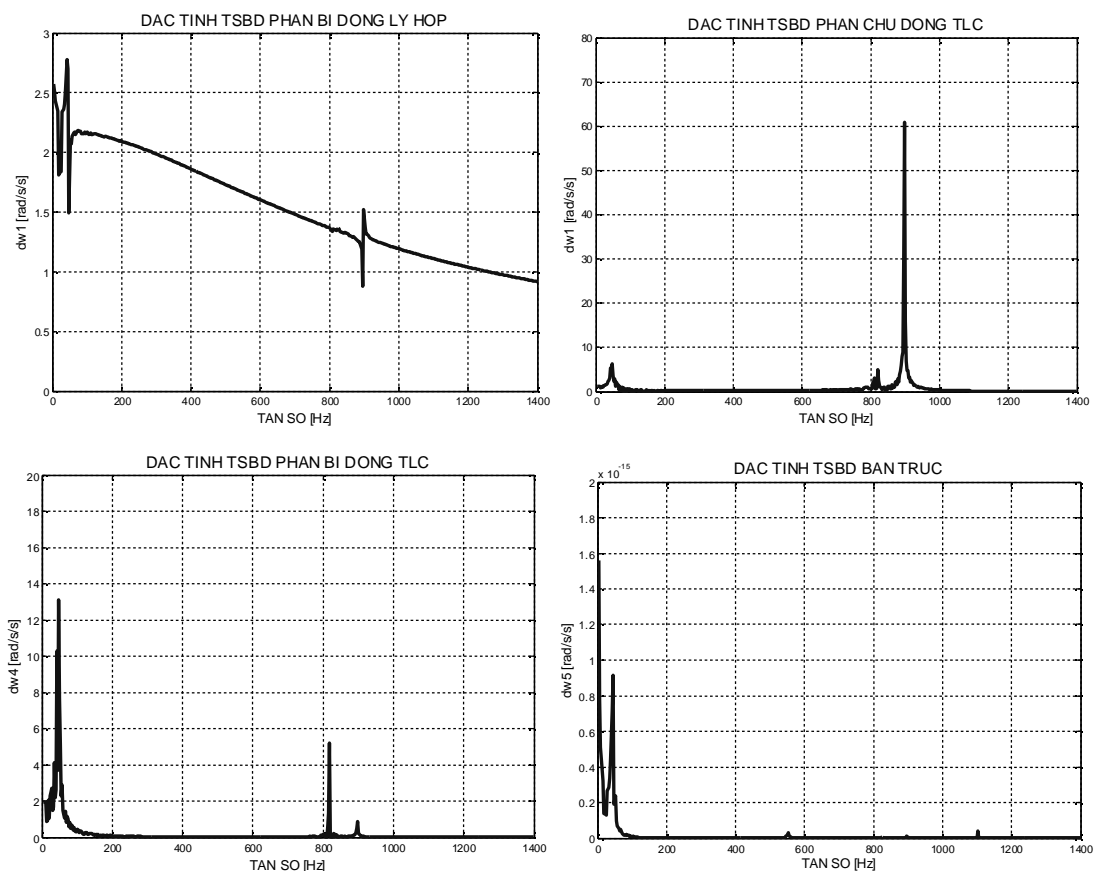 DAC TINH TSBD PHAN BI DONG LY HOP
3
2.5
2
1.5
1
0.5
0
dw1 [rad/s/s]
0 200 400 600 800 1000 1200 1400
TAN SO [Hz]
DAC TINH TSBD PHAN CHU DONG TLC
80
70
60
50
40
30
20
10
0
dw1 [rad/s/s]
0 200 400 600 800 1000 1200 1400
TAN SO [Hz]
DAC TINH TSBD PHAN BI DONG TLC
20
18
16
14
12
10
8
6
4
2
0
dw4 [rad/s/s]
0 200 400 600 800 1000 1200 1400
TAN SO [Hz]
DAC TINH TSBD BAN TRUC
x 10^-15
2
1.8
1.6
1.4
1.2
1
0.8
0.6
0.4
0.2
0
dw5 [rad/s/s]
0 200 400 600 800 1000 1200 1400
TAN SO [Hz]